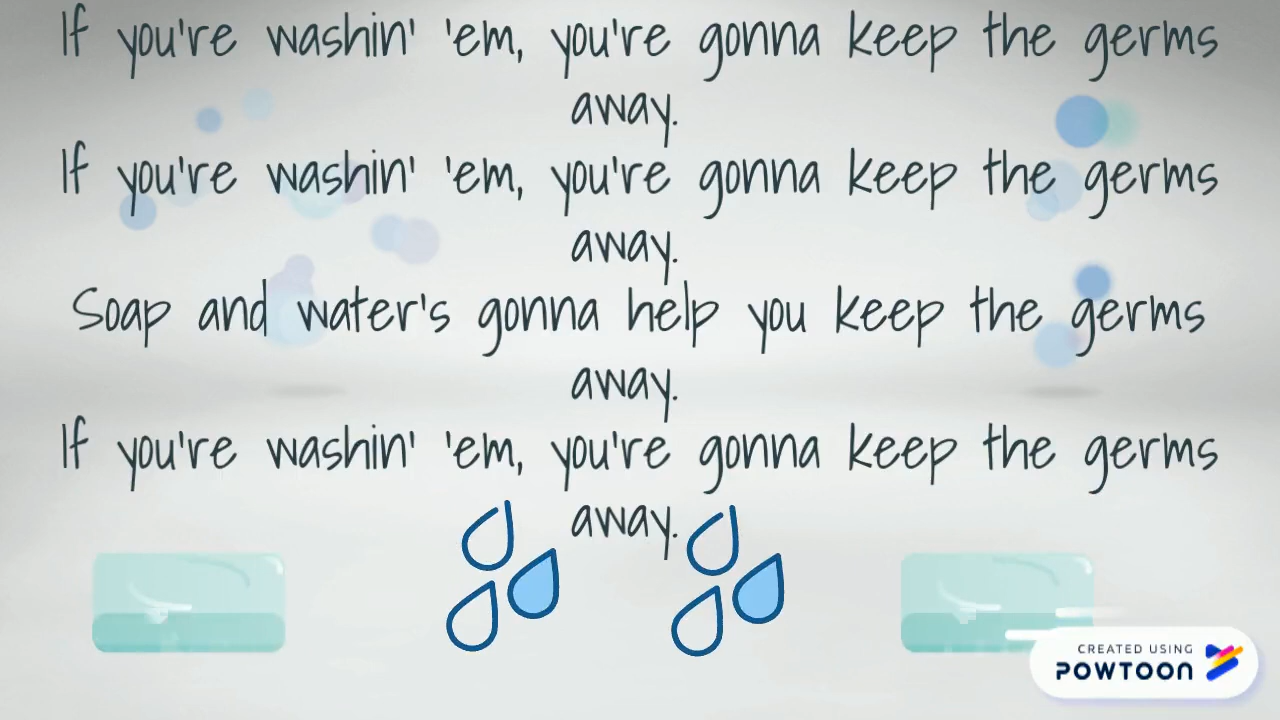 If you're washin' 'em, you're gonna keep the germs
away.
If you're washin' 'em, you're gonna keep the germs
away.
Soap and water's gonna help you keep the germs
away.
If you're washin' 'em, you're gonna keep the germs
away.
CREATED USING
POWTOON